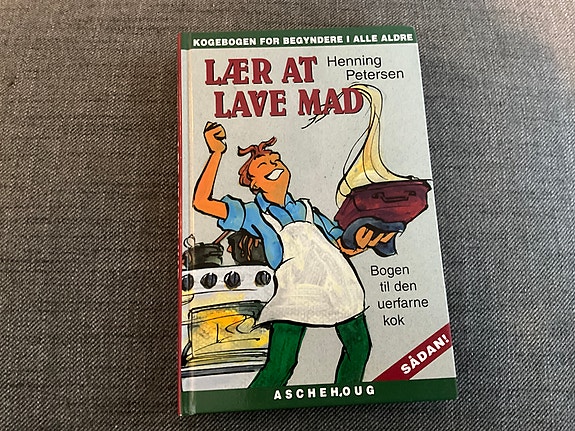 KOGEBOGEN FOR BEGYNDERE I ALLE ALDRE
LÆR AT
LAVE MAD
Henning
Petersen
Bogen
til den
uerfarne
kok
SÅDAN!
ASCHEHOUG